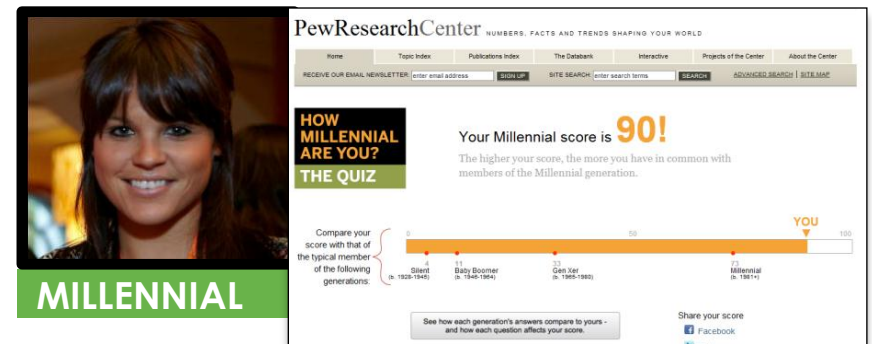 PewResearchCenter NUMBERS, FACTS AND TRENDS SHAPING YOUR WORLD
Home Topic Index Publications Index The Databank Interactive Projects of the Center About the Center
RECEIVE OUR EMAIL NEWSLETTER: enter email address SIGN UP SITE SEARCH: enter search terms SEARCH ADVANCED SEARCH | SITE MAP
HOW
MILLENNIAL
ARE YOU?
THE QUIZ
Your Millennial score is 90!
The higher your score, the more you have in common with
members of the Millennial generation.
YOU
Compare your
score with that of
the typical member
of the following
generations:
0 50 100
4 11 33 73
Silent Baby Boomer Gen Xer Millennial
(b. 1928-1945) (b. 1946-1964) (b. 1965-1980) (b. 1981+)
See how each generation's answers compare to yours -
and how each question affects your score.
Share your score
Facebook
MILLENNIAL